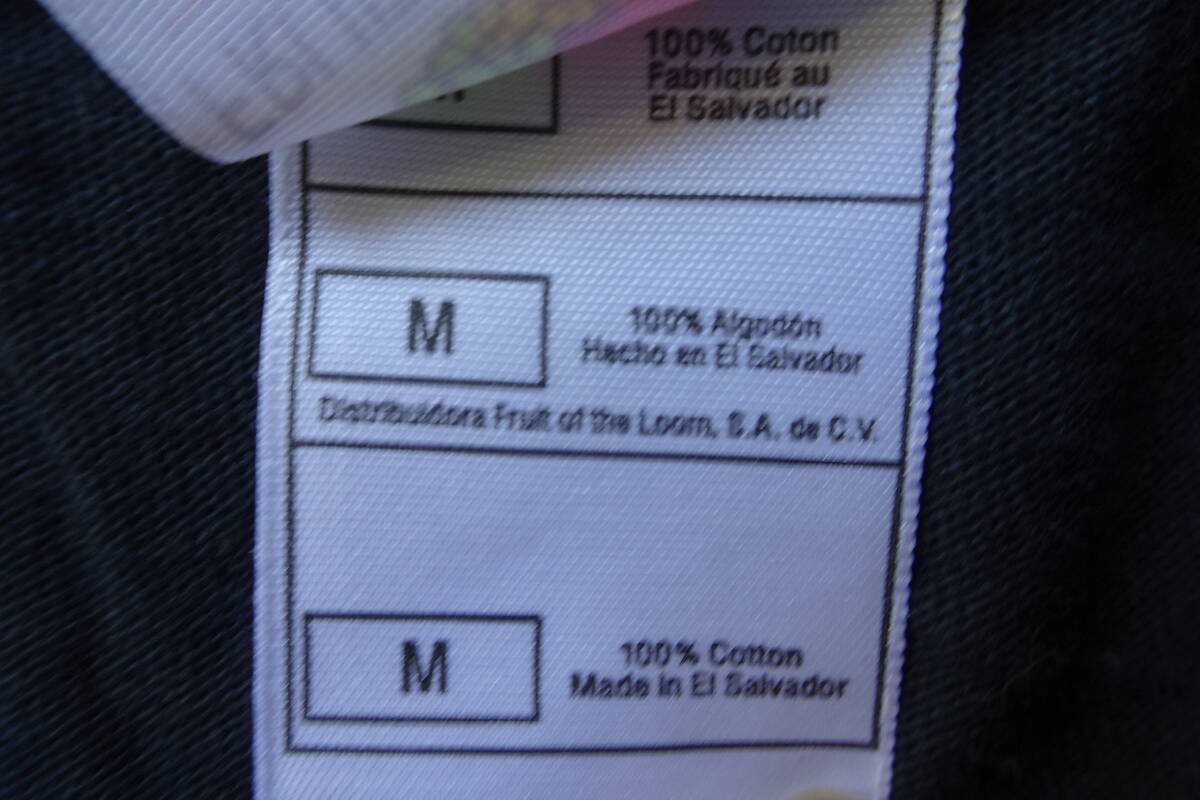 100% Coton
Fabriqué au
El Salvador
M
100% Algodón
Hecho en El Salvador
Distribuidora Fruit of the Loom, S.A. de C.V.
M
100% Cotton
Made in El Salvador